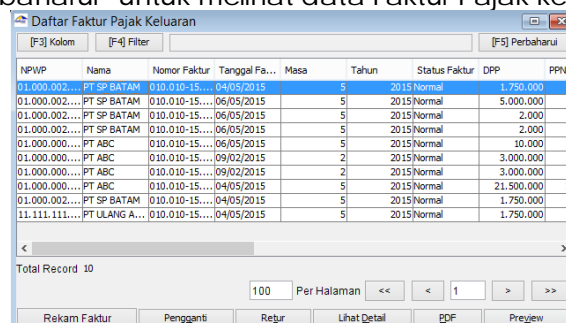 baharui" untuk melihat data Faktur Pajak Ke
Daftar Faktur Pajak Keluaran
[F3] Kolom [F4] Filter [F5] Perbaharui
NPWP Nama Nomor Faktur Tanggal Fa... Masa Tahun Status Faktur DPP PPN
01.000.002.... PT SP BATAM 010.010-15.... 04/05/2015 5 2015 Normal 1.750.000
01.000.002.... PT SP BATAM 010.010-15.... 06/05/2015 5 2015 Normal 5.000.000
01.000.002.... PT SP BATAM 010.010-15.... 06/05/2015 5 2015 Normal 2.000
01.000.002.... PT SP BATAM 010.010-15.... 06/05/2015 5 2015 Normal 2.000
01.000.000.... PT ABC 010.010-15.... 06/05/2015 5 2015 Normal 10.000
01.000.000.... PT ABC 010.010-15.... 09/02/2015 2 2015 Normal 3.000.000
01.000.000.... PT ABC 010.010-15.... 09/02/2015 2 2015 Normal 3.000.000
01.000.000.... PT ABC 010.010-15.... 04/05/2015 5 2015 Normal 21.500.000
01.000.002.... PT SP BATAM 010.010-15.... 04/05/2015 5 2015 Normal 1.750.000
11.111.111.... PT ULANG A... 010.010-15.... 04/05/2015 5 2015 Normal 1.750.000
Total Record 10
100 Per Halaman << < 1 > >>
Rekam Faktur Pengganti Retur Lihat Detail PDF Preview